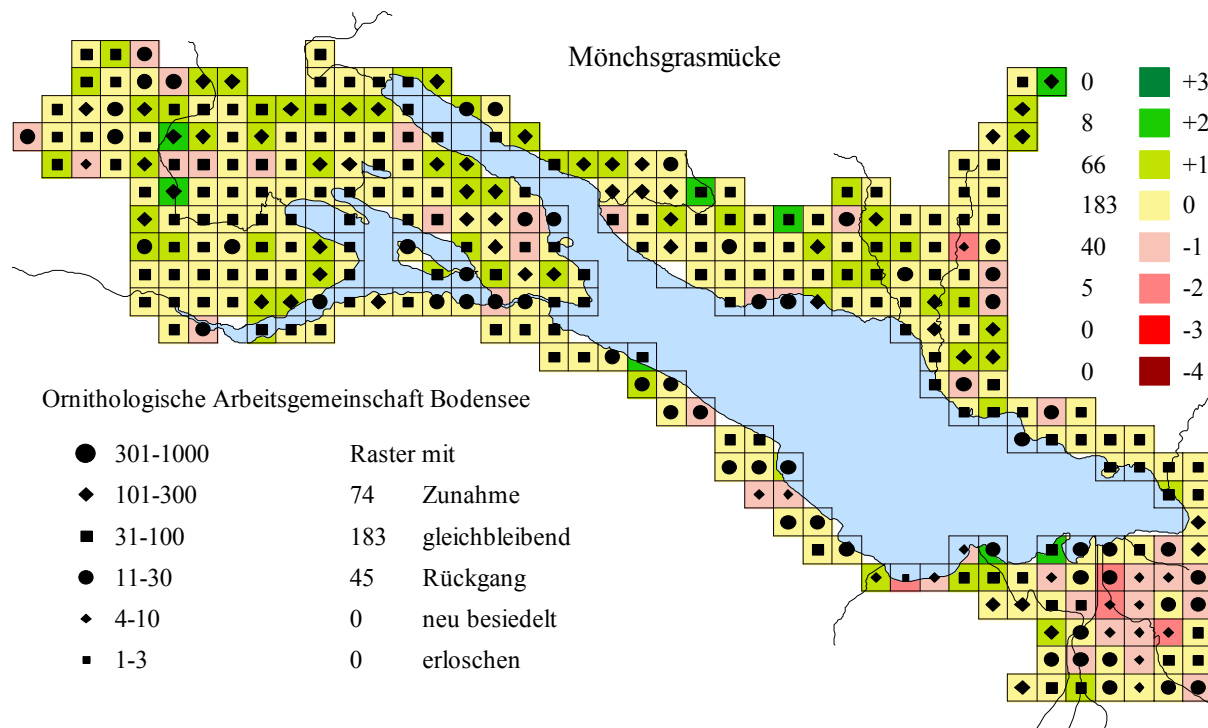 Mönchsgrasmücke
0 +3
8 +2
66 +1
183 0
40 -1
5 -2
0 -3
0 -4
Ornithologische Arbeitsgemeinschaft Bodensee
301-1000 Raster mit
101-300 74 Zunahme
31-100 183 gleichbleibend
11-30 45 Rückgang
4-10 0 neu besiedelt
1-3 0 erloschen